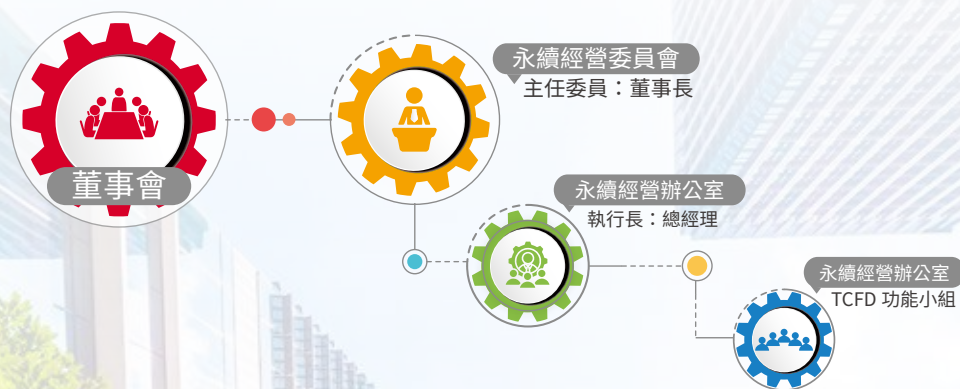 董事會
永續經營委員會
主任委員：董事長
永續經營辦公室
執行長：總經理
永續經營辦公室
TCFD 功能小組